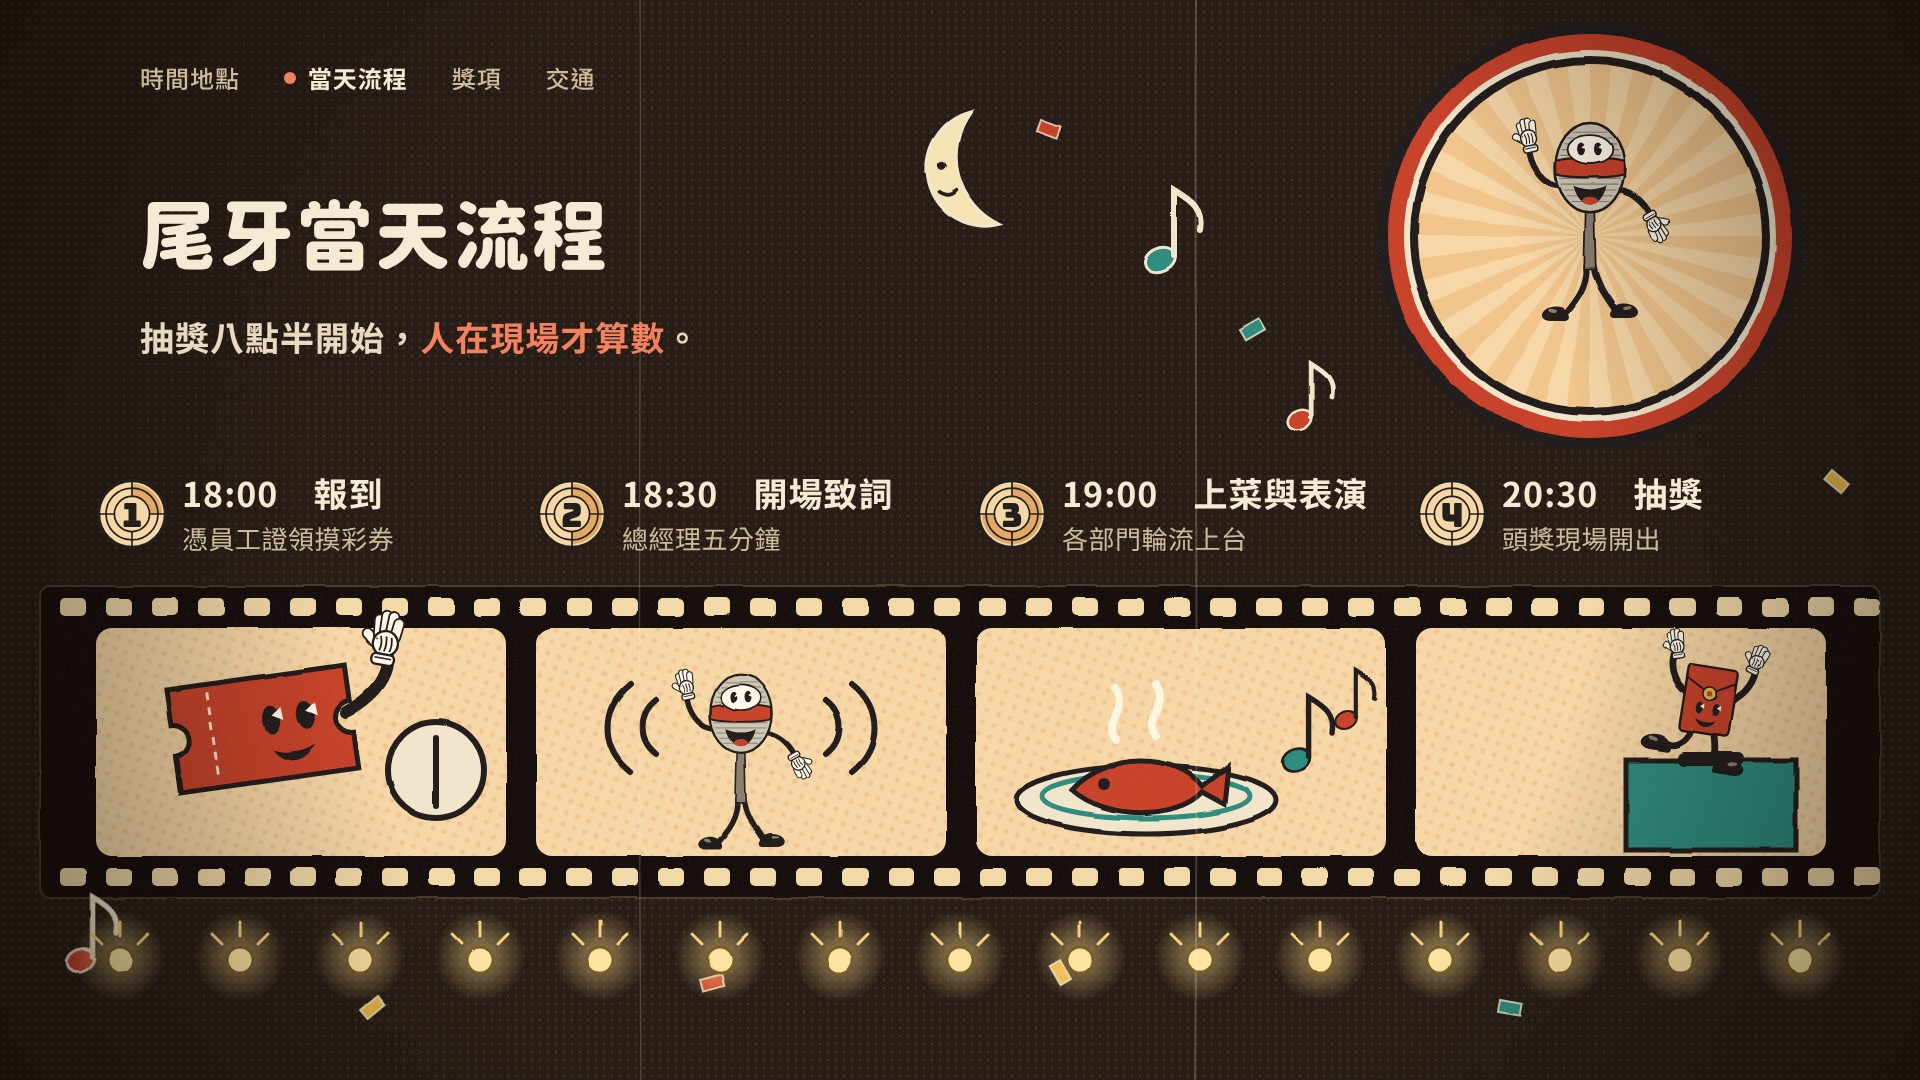 時間地點 當天流程 獎項 交通
尾牙當天流程
抽獎八點半開始，人在現場才算數。
1 18:00 報到
憑員工證領摸彩券
2 18:30 開場致詞
總經理五分鐘
3 19:00 上菜與表演
各部門輪流上台
4 20:30 抽獎
頭獎現場開出